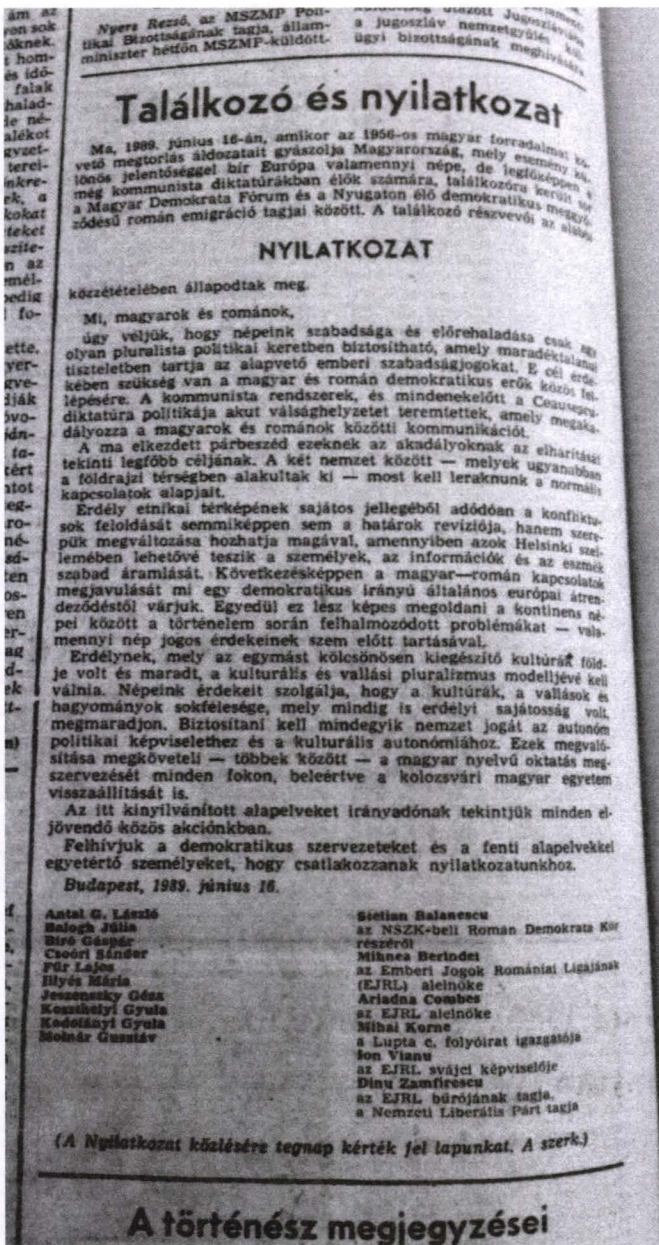 Nyers Rezső, az MSZMP Poli-
tikai Bizottságának tagja, állam-
miniszter hétfőn MSZMP-küldött-
utazott Jugoszláviába
a jugoszláv nemzetgyűlés kül-
ügyi bizottságának meghívására
Találkozó és nyilatkozat
Ma, 1989. június 16-án, amikor az 1956-os magyar forradalmat kö-
vető megtorlás áldozatait gyászolja Magyarország, mely esemény kü-
lönös jelentőséggel bír Európa valamennyi népe, de legfőképpen a
még kommunista diktatúrákban élők számára, találkozóra került sor
a Magyar Demokrata Fórum és a Nyugaton élő demokratikus meggyő-
ződésű román emigráció tagjai között. A találkozó részvevői az alábbi
NYILATKOZAT
közzétételében állapodtak meg.
Mi, magyarok és románok,
úgy véljük, hogy népeink szabadsága és előrehaladása csak egy
olyan pluralista politikai keretben biztosítható, amely maradéktalanul
tiszteletben tartja az alapvető emberi szabadságjogokat. E cél érde-
kében szükség van a magyar és román demokratikus erők közös fel-
lépésére. A kommunista rendszerek, és mindenekelőtt a Ceausescu-
diktatúra politikája akut válsághelyzetet teremtettek, amely megaka-
dályozza a magyarok és románok közötti kommunikációt.
A ma elkezdett párbeszéd ezeknek az akadályoknak az elhárítását
tekinti legfőbb céljának. A két nemzet között — melyek ugyanabban
a földrajzi térségben alakultak ki — most kell leraknunk a normális
kapcsolatok alapjait.
Erdély etnikai térképének sajátos jellegéből adódóan a konfliktu-
sok feloldását semmiképpen sem a határok revíziója, hanem szere-
pük megváltozása hozhatja magával, amennyiben azok Helsinki szel-
lemében lehetővé teszik a személyek, az információk és az eszmék
szabad áramlását. Következésképpen a magyar—román kapcsolatok
megjavulását mi egy demokratikus irányú általános európai átren-
deződéstől várjuk. Egyedül ez lesz képes megoldani a kontinens né-
pei között a történelem során felhalmozódott problémákat — vala-
mennyi nép jogos érdekeinek szem előtt tartásával.
Erdélynek, mely az egymást kölcsönösen kiegészítő kultúrák föld-
je volt és maradt, a kulturális és vallási pluralizmus modelljévé kell
válnia. Népeink érdekeit szolgálja, hogy a kultúrák, a vallások és
hagyományok sokfélesége, mely mindig is erdélyi sajátosság volt,
megmaradjon. Biztosítani kell mindegyik nemzet jogát az autonóm
politikai képviselethez és a kulturális autonómiához. Ezek megvaló-
sítása megköveteli — többek között — a magyar nyelvű oktatás meg-
szervezését minden fokon, beleértve a kolozsvári magyar egyetem
visszaállítását is.
Az itt kinyilvánított alapelveket irányadónak tekintjük minden el-
jövendő közös akciónkban.
Felhívjuk a demokratikus szervezeteket és a fenti alapelvekkel
egyetértő személyeket, hogy csatlakozzanak nyilatkozatunkhoz.
Budapest, 1989. június 16.
Antal G. László
Balogh Júlia
Bíró Gáspár
Csoóri Sándor
Für Lajos
Illyés Mária
Jeszenszky Géza
Keszthelyi Gyula
Kodolányi Gyula
Molnár Gusztáv
Stelian Balanescu
az NSZK-beli Román Demokrata Kör
részéről
Mihnea Berindei
az Emberi Jogok Romániai Ligájának
(EJRL) alelnöke
Ariadna Combes
az EJRL alelnöke
Mihai Korne
a Lupta c. folyóirat igazgatója
Ion Vianu
az EJRL svájci képviselője
Dinu Zamfirescu
az EJRL bürójának tagja,
a Nemzeti Liberális Párt tagja
(A Nyilatkozat közlésére tegnap kérték fel lapunkat. A szerk.)
A történész megjegyzései